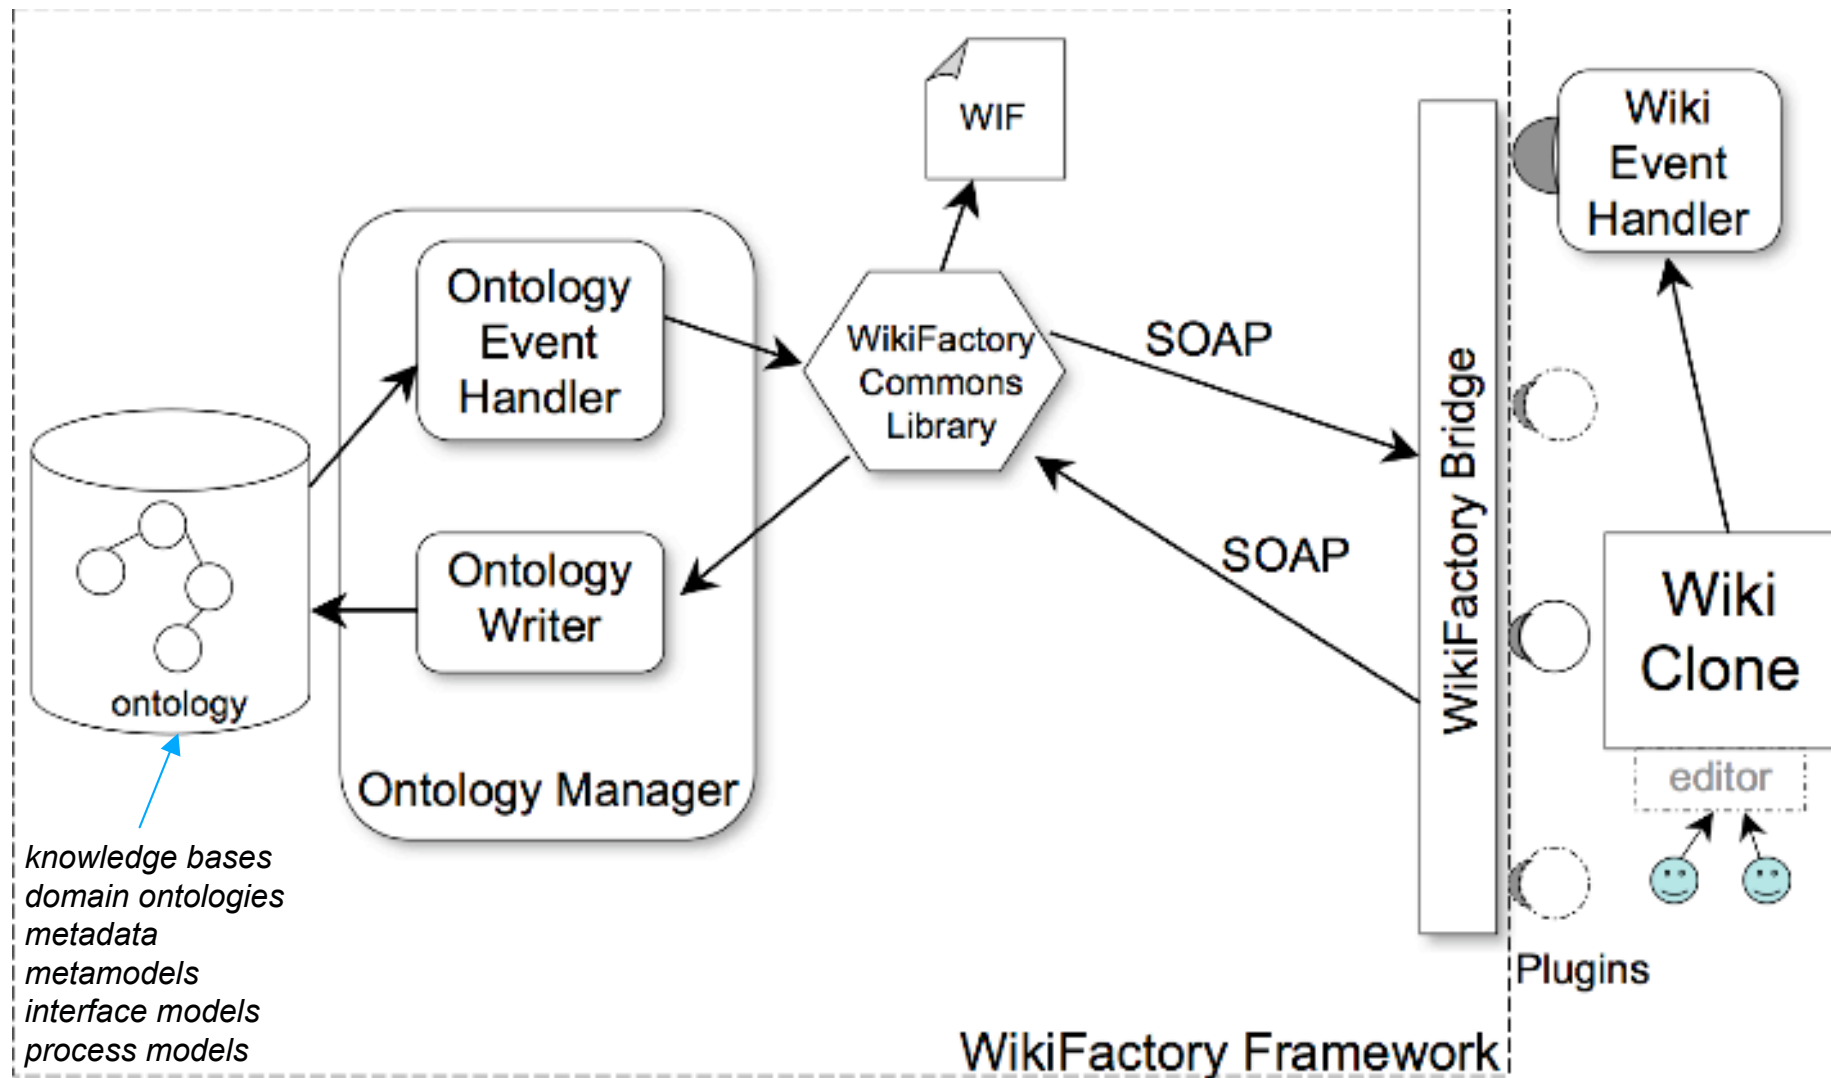 WIF
Wiki
Event
Handler
Ontology
Event
Handler
WikiFactory
Commons
Library
SOAP
SOAP
WikiFactory Bridge
Ontology
Writer
ontology
Ontology Manager
Wiki
Clone
editor
knowledge bases
domain ontologies
metadata
metamodels
interface models
process models
Plugins
WikiFactory Framework